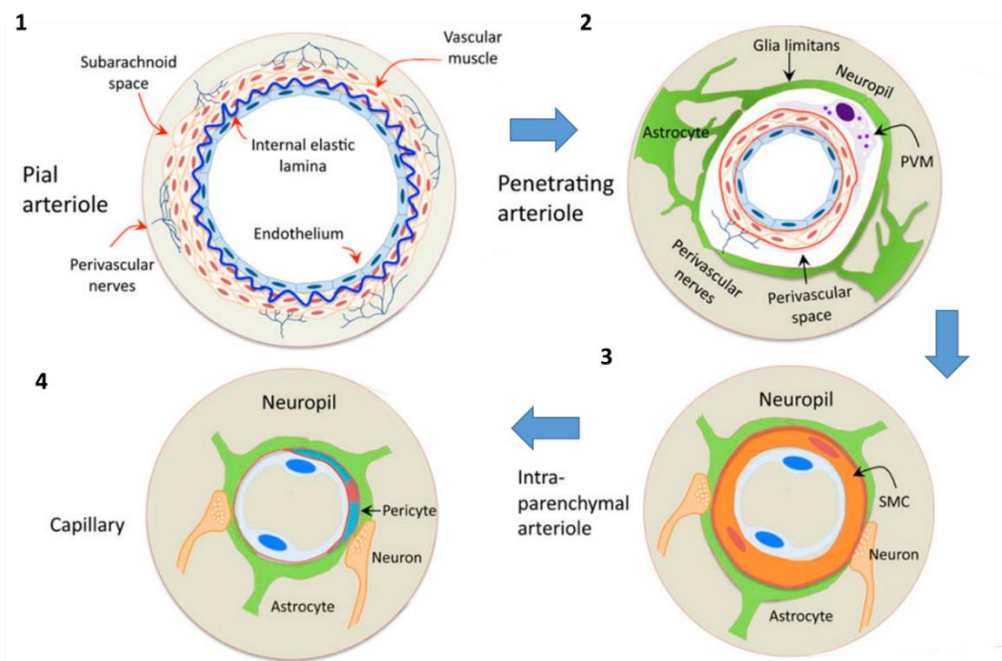 1
Subarachnoid
space
Vascular
muscle
Internal elastic
lamina
Pial
arteriole
Endothelium
Perivascular
nerves
2
Glia limitans
Neuropil
Astrocyte
PVM
Penetrating
arteriole
Perivascular
nerves
Perivascular
space
3
Neuropil
Intra-
parenchymal
arteriole
SMC
Neuron
Astrocyte
4
Neuropil
Capillary
Pericyte
Neuron
Astrocyte